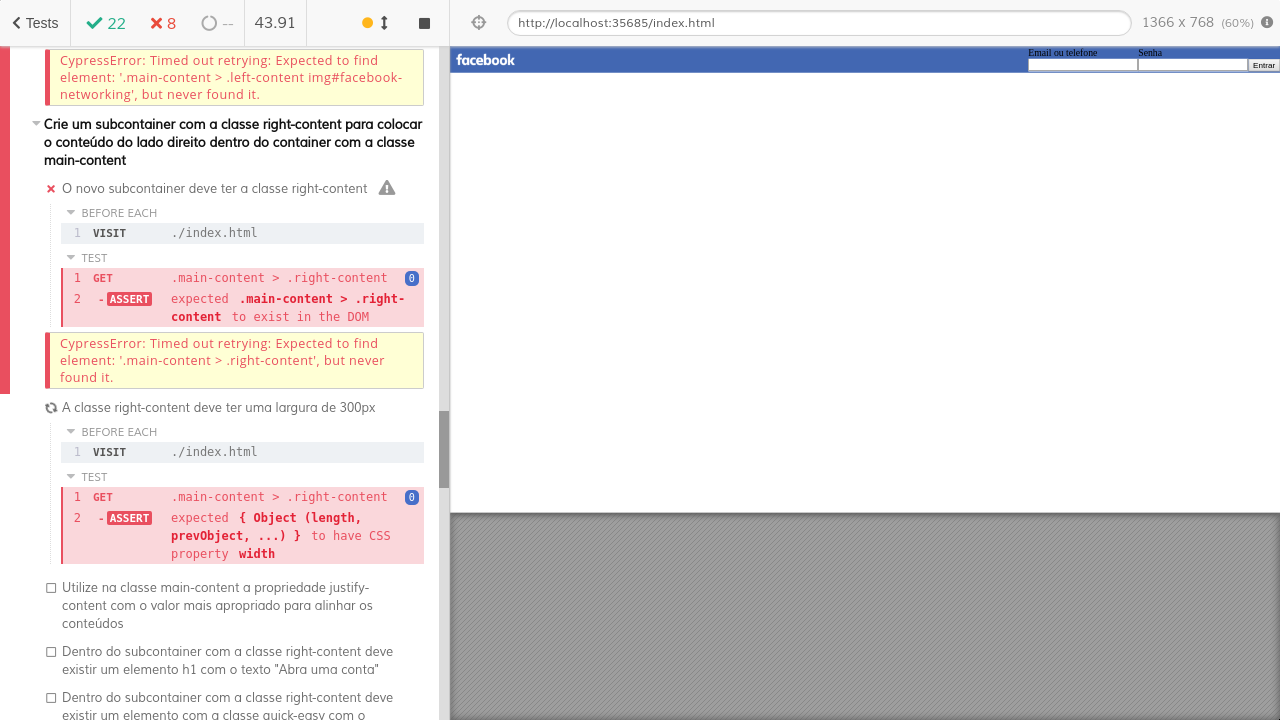 Tests 22 8 -- 43.91 http://localhost:35685/index.html 1366 x 768 (60%)
CypressError: Timed out retrying: Expected to find
element: '.main-content > .left-content img#facebook-
networking', but never found it.
Crie um subcontainer com a classe right-content para colocar
o conteúdo do lado direito dentro do container com a classe
main-content
O novo subcontainer deve ter a classe right-content
BEFORE EACH
1 VISIT ./index.html
TEST
1 GET .main-content > .right-content 0
2 -ASSERT expected .main-content > .right-
content to exist in the DOM
CypressError: Timed out retrying: Expected to find
element: '.main-content > .right-content', but never
found it.
A classe right-content deve ter uma largura de 300px
BEFORE EACH
1 VISIT ./index.html
TEST
1 GET .main-content > .right-content 0
2 -ASSERT expected { Object (length,
prevObject, ...) } to have CSS
property width
Utilize na classe main-content a propriedade justify-
content com o valor mais apropriado para alinhar os
conteúdos
Dentro do subcontainer com a classe right-content deve
existir um elemento h1 com o texto "Abra uma conta"
Dentro do subcontainer com a classe right-content deve
existir um elemento com a classe quick-easy com o
facebook
Email ou telefone Senha
Entrar